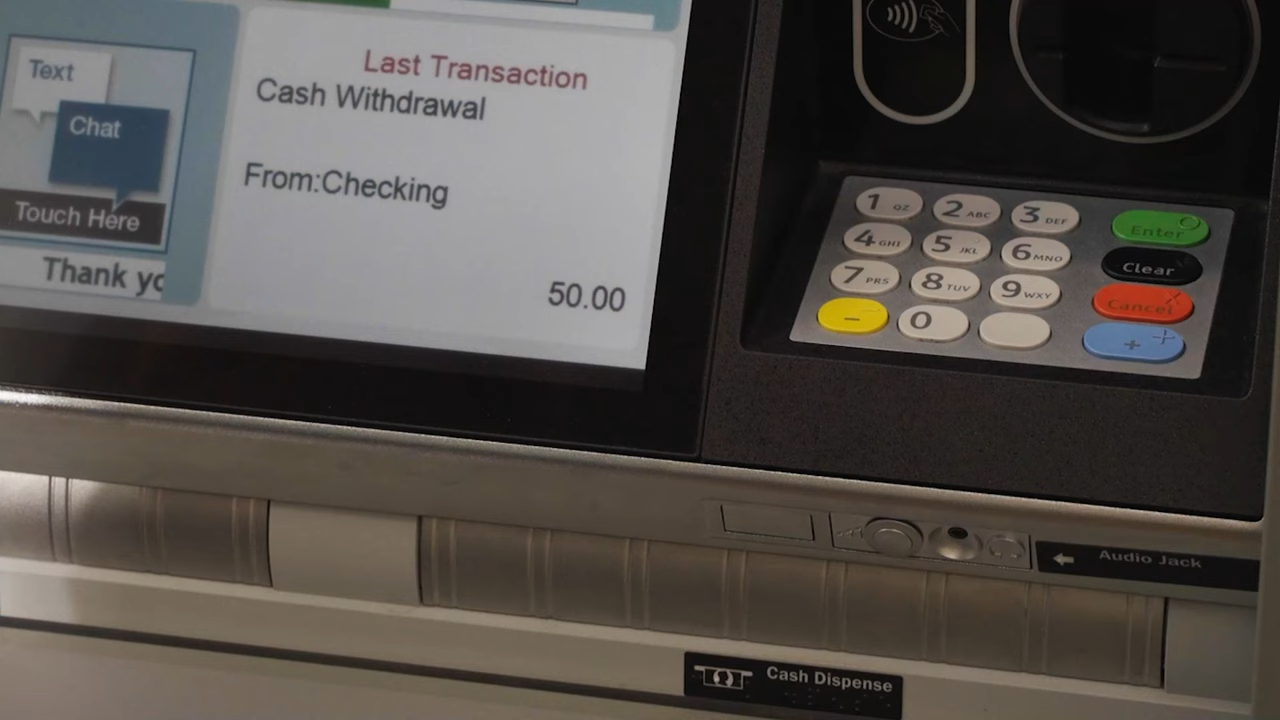 Text
Chat
Touch Here
Thank yo
Last Transaction
Cash Withdrawal
From:Checking
50.00
1 QZ 2 ABC 3 DEF Enter
4 GHI 5 JKL 6 MNO Clear
7 PRS 8 TUV 9 WXY Cancel
- 0 +
Audio Jack
Cash Dispense